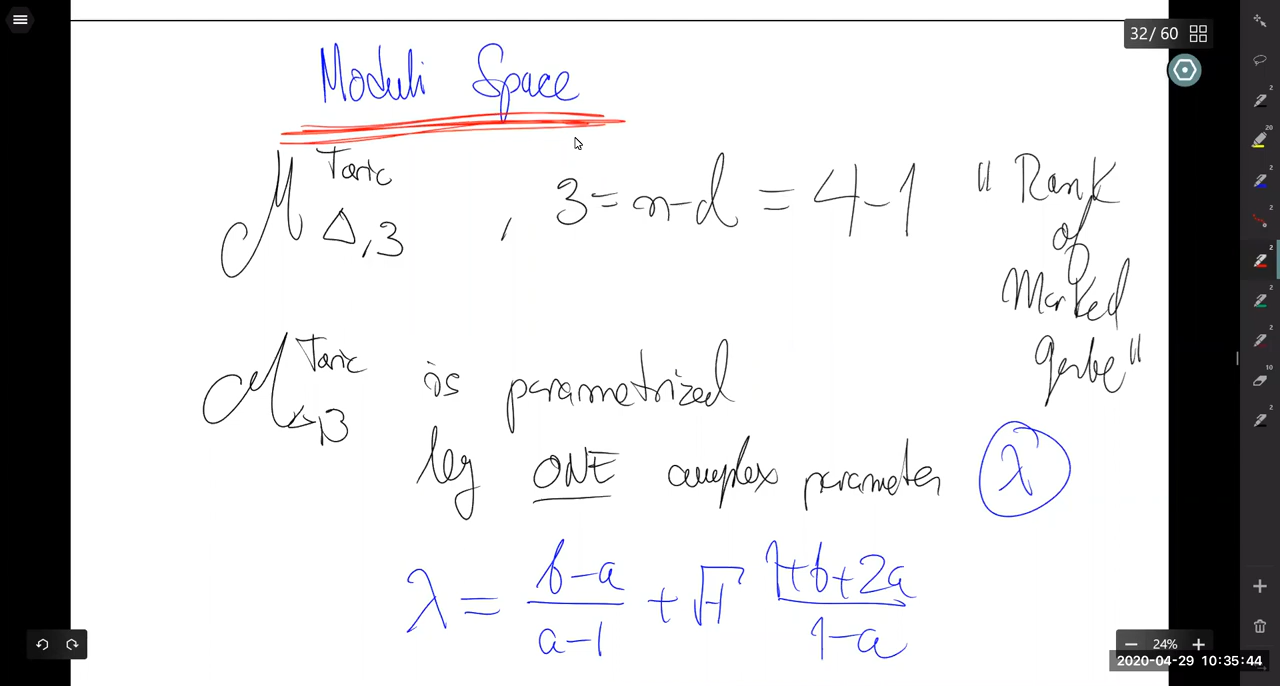 32/60
Moduli Space
M^Toric_Δ,3 , 3 = n-d = 4-1 "Rank
of
Marked
gerbe"
M^Toric_Δ,3 is parametrized
by ONE complex parameter λ
λ = (b-a)/(a-1) + √-1 (1+b+2a)/(1-a)
24%
2020-04-29 10:35:44